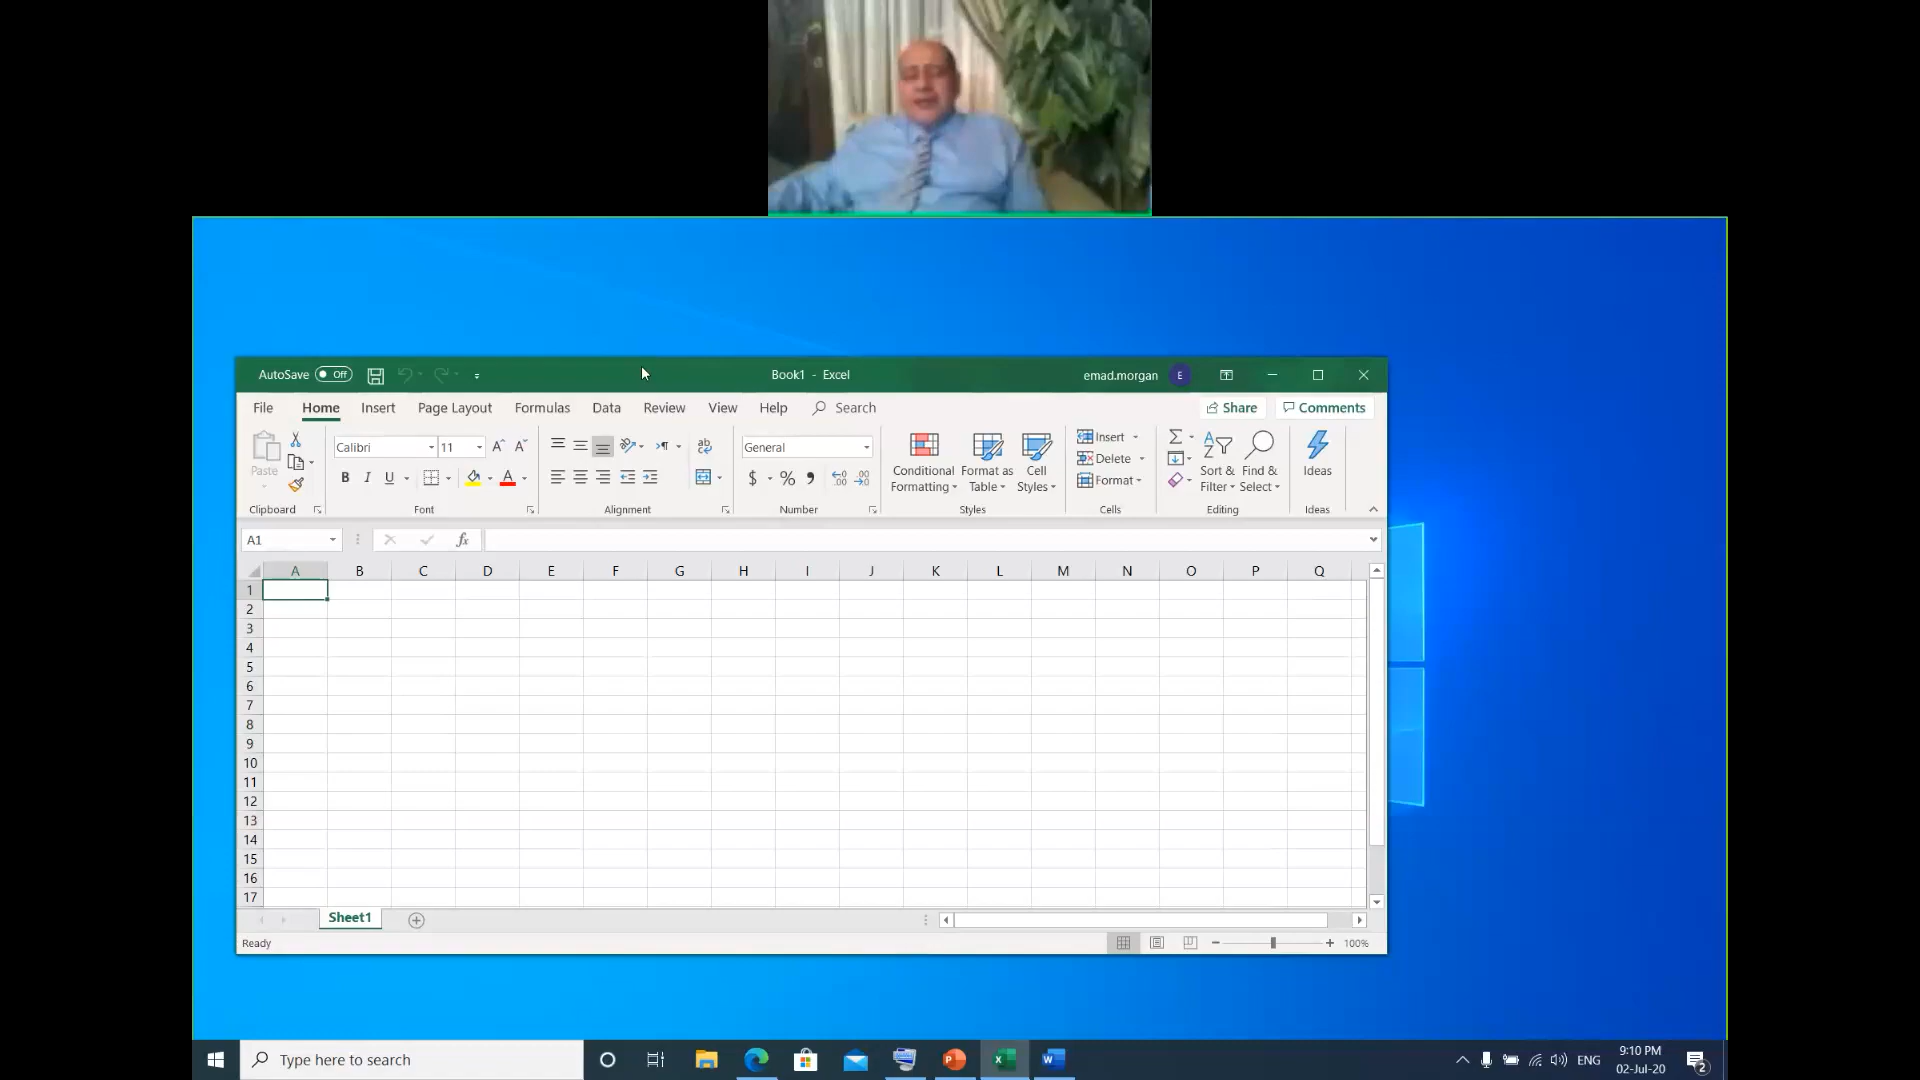 AutoSave Off
Book1 - Excel
emad.morgan E
File Home Insert Page Layout Formulas Data Review View Help Search
Share Comments
Paste
Clipboard
Calibri 11
B I U A
Font
ab
Alignment
General
$ % 9
Number
Conditional Formatting
Format as Table
Cell Styles
Styles
Insert
Delete
Format
Cells
Sort & Filter
Find & Select
Editing
Ideas
Ideas
A1 fx
A B C D E F G H I J K L M N O P Q
1
2
3
4
5
6
7
8
9
10
11
12
13
14
15
16
17
Sheet1
Ready
100%
Type here to search
ENG
9:10 PM
02-Jul-20
2